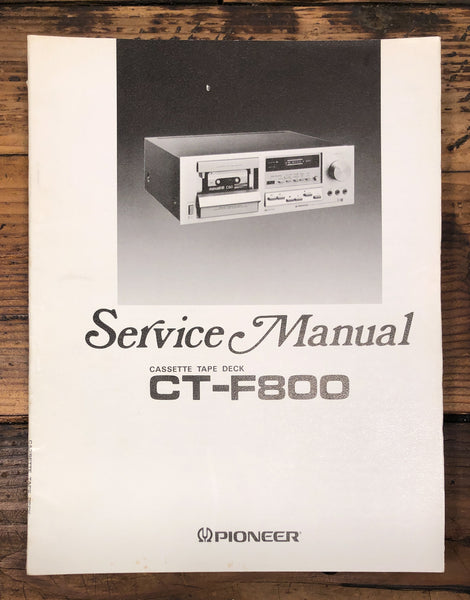 Service Manual
CASSETTE TAPE DECK
CT-F800
PIONEER